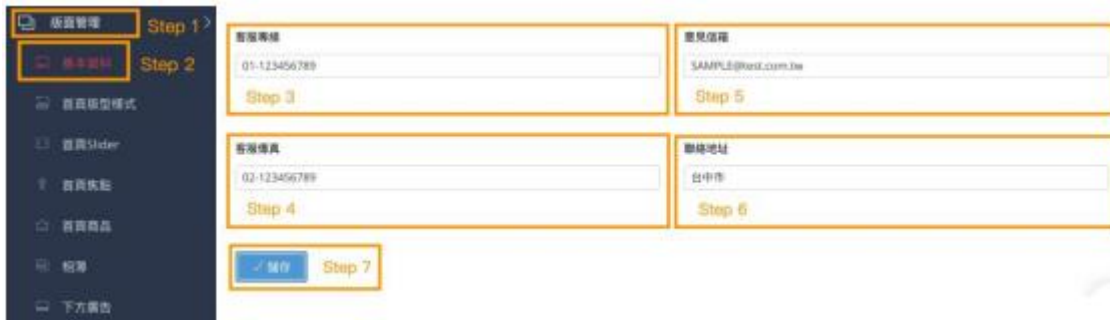 版面管理
Step 1
基本資料
Step 2
首頁版型樣式
首頁Slider
首頁焦點
首頁商品
相簿
下方廣告
客服專線
01-123456789
Step 3
意見信箱
SAMPLE@test.com.tw
Step 5
客服傳真
02-123456789
Step 4
聯絡地址
台中市
Step 6
儲存
Step 7